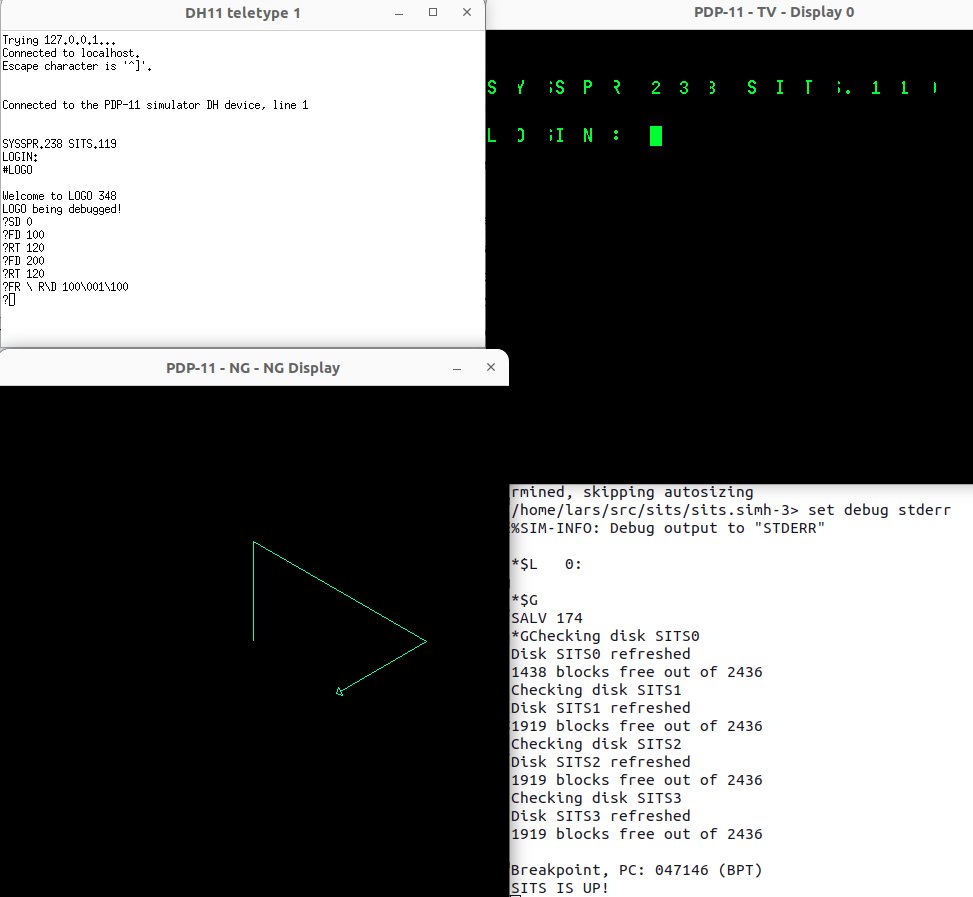 DH11 teletype 1
Trying 127.0.0.1...
Connected to localhost.
Escape character is '^]'.
Connected to the PDP-11 simulator DH device, line 1
SYSSPR.238 SITS.119
LOGIN:
#LOGO
Welcome to LOGO 348
LOGO being debugged!
?SD 0
?FD 100
?RT 120
?FD 200
?RT 120
?FR \ R\D 100\001\100
?
PDP-11 - TV - Display 0
S Y S S P R 2 3 8 S I T S . 1 1
L O G I N :
PDP-11 - NG - NG Display
rmined, skipping autosizing
/home/lars/src/sits/sits.simh-3> set debug stderr
%SIM-INFO: Debug output to "STDERR"
*$L   0:
*$G
SALV 174
*GChecking disk SITS0
Disk SITS0 refreshed
1438 blocks free out of 2436
Checking disk SITS1
Disk SITS1 refreshed
1919 blocks free out of 2436
Checking disk SITS2
Disk SITS2 refreshed
1919 blocks free out of 2436
Checking disk SITS3
Disk SITS3 refreshed
1919 blocks free out of 2436
Breakpoint, PC: 047146 (BPT)
SITS IS UP!